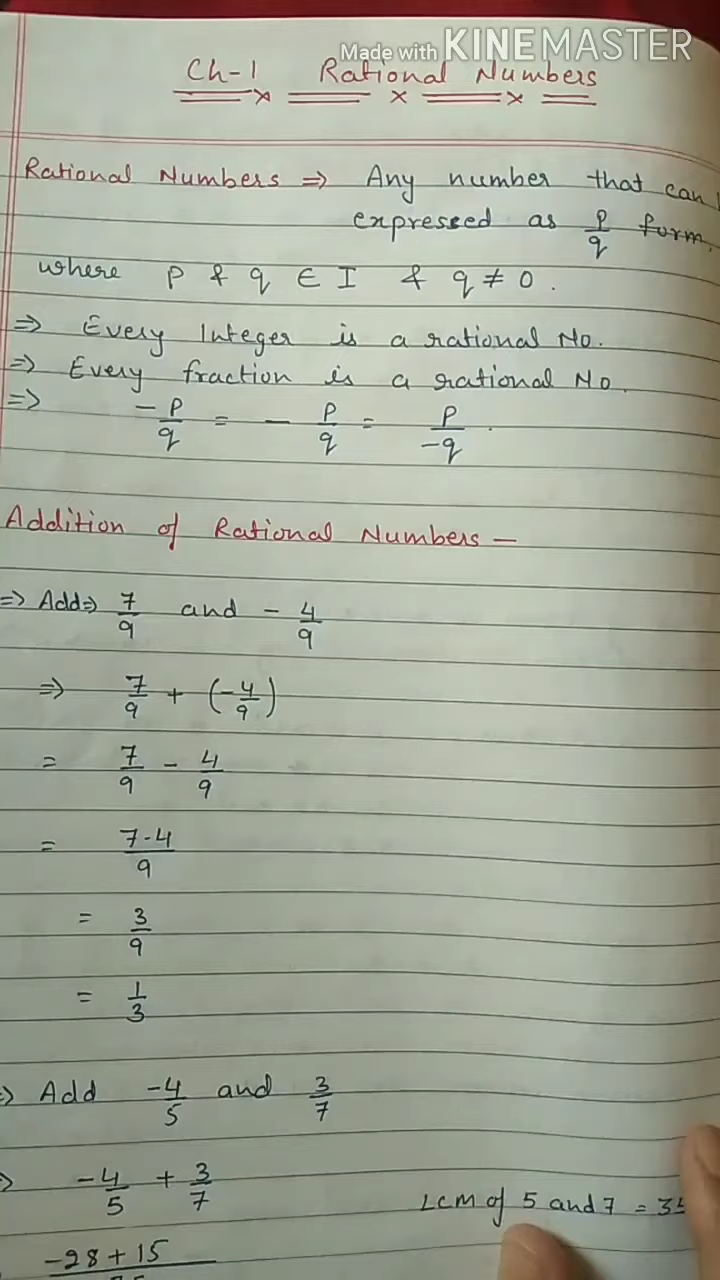 Made with KINEMASTER
Ch-1 Rational Numbers
Rational Numbers ⇒ Any number that can
expressed as p/q form,
where p & q ∈ I & q ≠ 0.
⇒ Every Integer is a rational No.
⇒ Every fraction is a rational No.
⇒ -p/q = - p/q = p/-q.
Addition of Rational Numbers —
⇒ Add⇒ 7/9 and - 4/9
⇒ 7/9 + (-4/9)
= 7/9 - 4/9
= 7-4/9
= 3/9
= 1/3
⇒ Add -4/5 and 3/7
⇒ -4/5 + 3/7
LCM of 5 and 7 = 35
-28+15